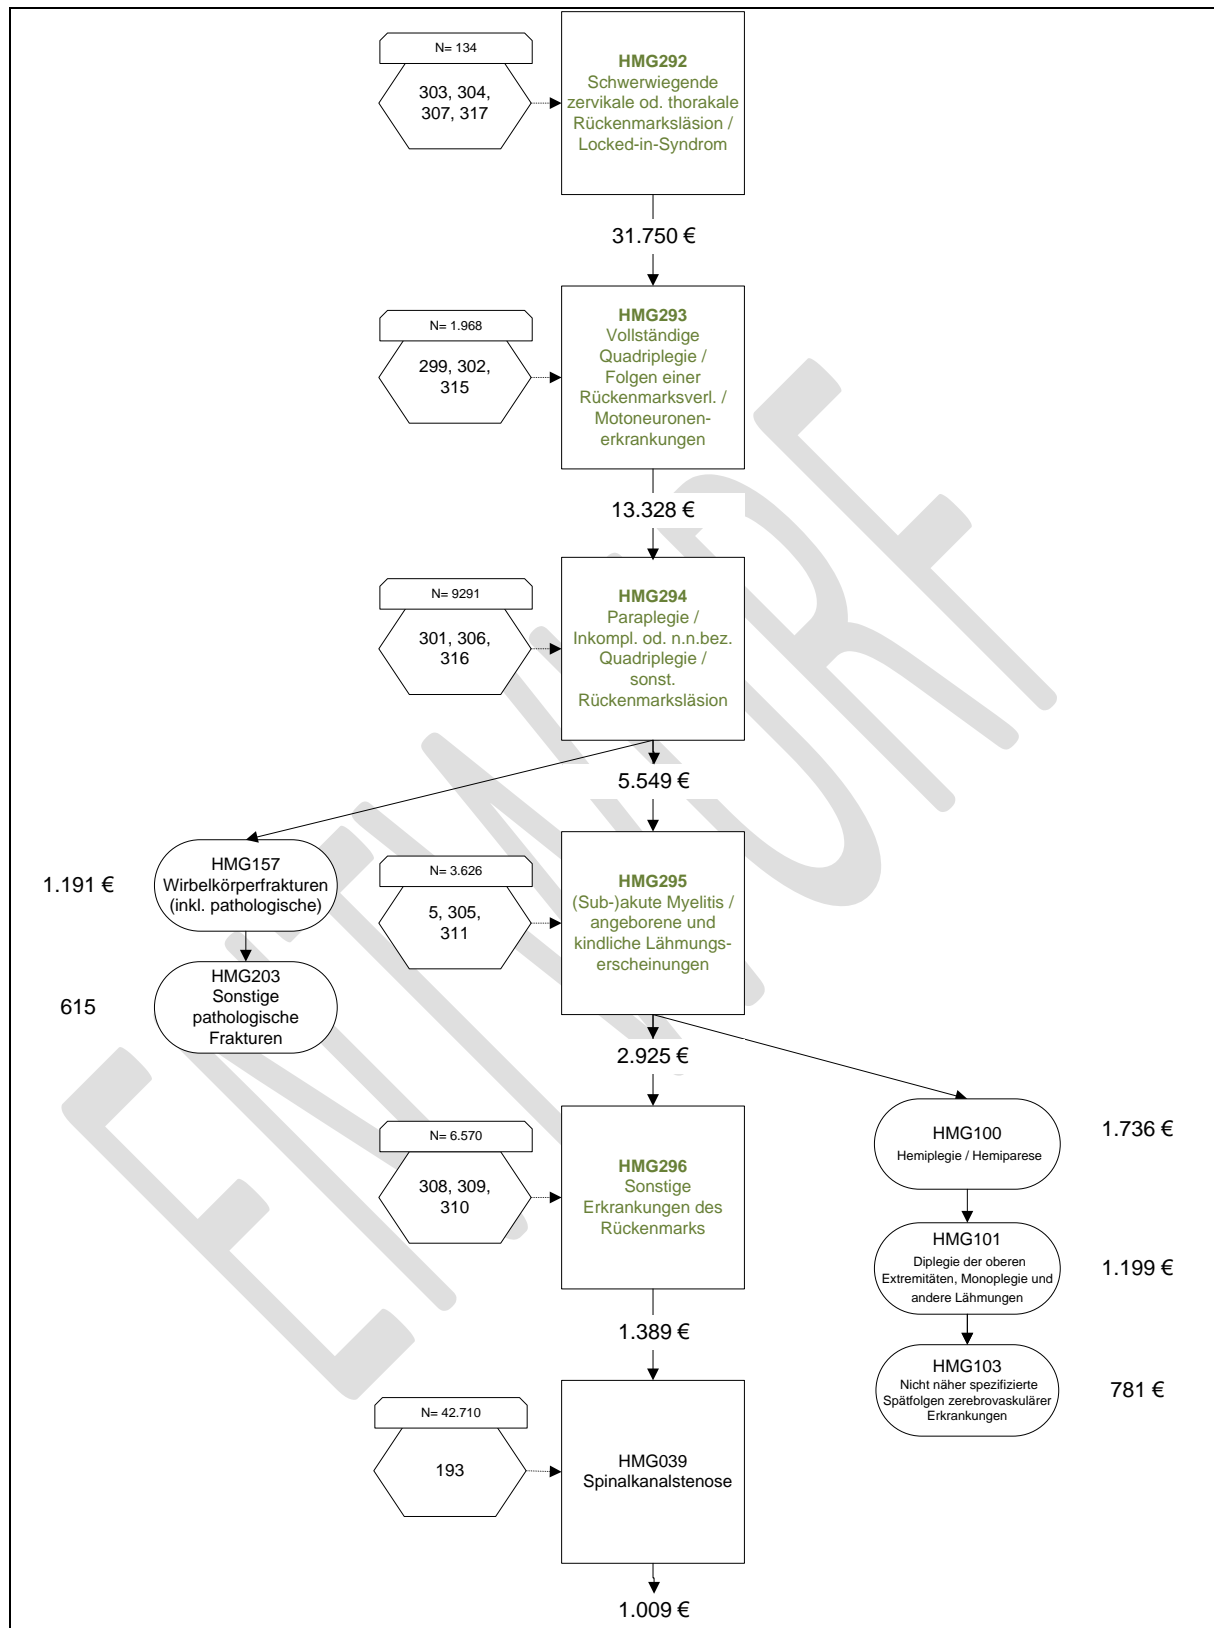 N= 134
303, 304,
307, 317
HMG292
Schwerwiegende
zervikale od. thorakale
Rückenmarksläsion /
Locked-in-Syndrom
31.750 €
N= 1.968
299, 302,
315
HMG293
Vollständige
Quadriplegie /
Folgen einer
Rückenmarksverl. /
Motoneuronen-
erkrankungen
13.328 €
N= 9291
301, 306,
316
HMG294
Paraplegie /
Inkompl. od. n.n.bez.
Quadriplegie /
sonst.
Rückenmarksläsion
5.549 €
1.191 €
HMG157
Wirbelkörperfrakturen
(inkl. pathologische)
615
HMG203
Sonstige
pathologische
Frakturen
N= 3.626
5, 305,
311
HMG295
(Sub-)akute Myelitis /
angeborene und
kindliche Lähmungs-
erscheinungen
2.925 €
N= 6.570
308, 309,
310
HMG296
Sonstige
Erkrankungen des
Rückenmarks
1.389 €
HMG100
Hemiplegie / Hemiparese
1.736 €
HMG101
Diplegie der oberen
Extremitäten, Monoplegie und
andere Lähmungen
1.199 €
HMG103
Nicht näher spezifizierte
Spätfolgen zerebrovaskulärer
Erkrankungen
781 €
N= 42.710
193
HMG039
Spinalkanalstenose
1.009 €
ENTWURF